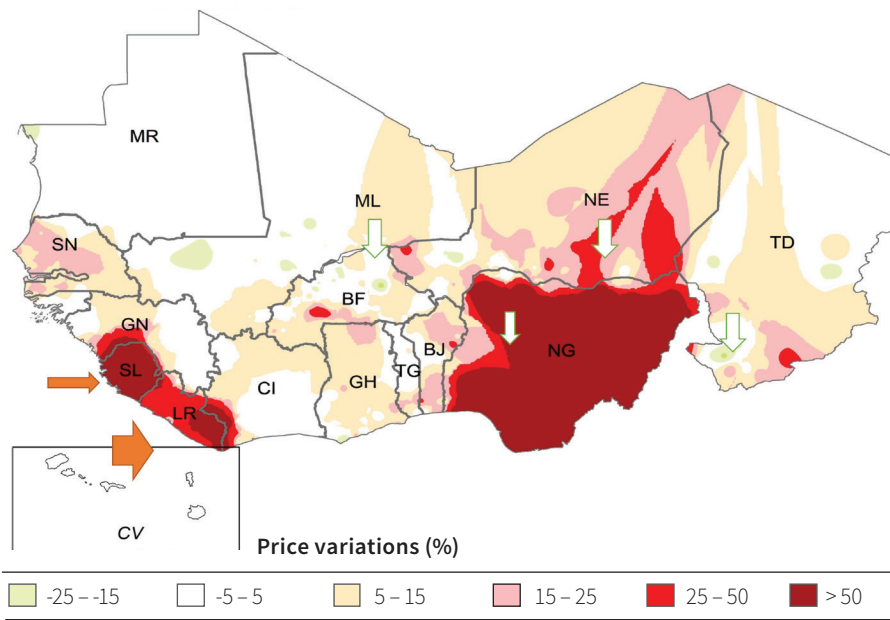 MR
ML
NE
TD
SN
BF
GN
BJ
NG
SL
CI
GH
TG
LR
CV
Price variations (%)
-25 – -15
-5 – 5
5 – 15
15 – 25
25 – 50
> 50